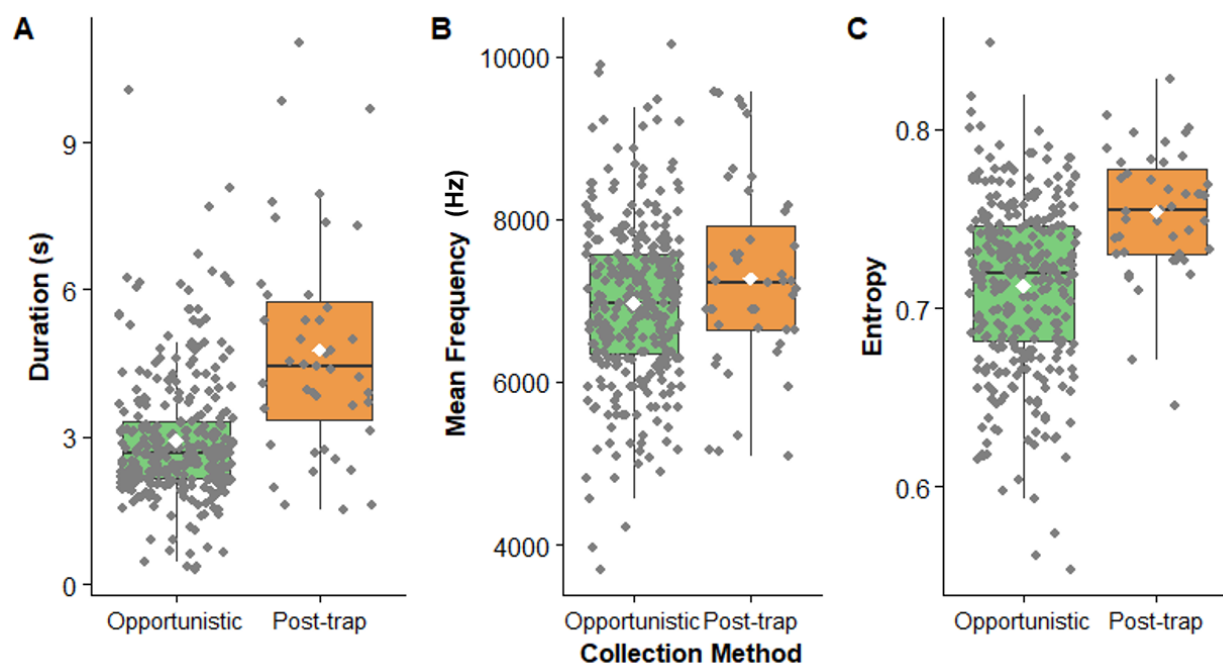 A
Duration (s)
9
6
3
0
Opportunistic Post-trap
B
Mean Frequency (Hz)
10000
8000
6000
4000
Opportunistic Post-trap
Collection Method
C
Entropy
0.8
0.7
0.6
Opportunistic Post-trap